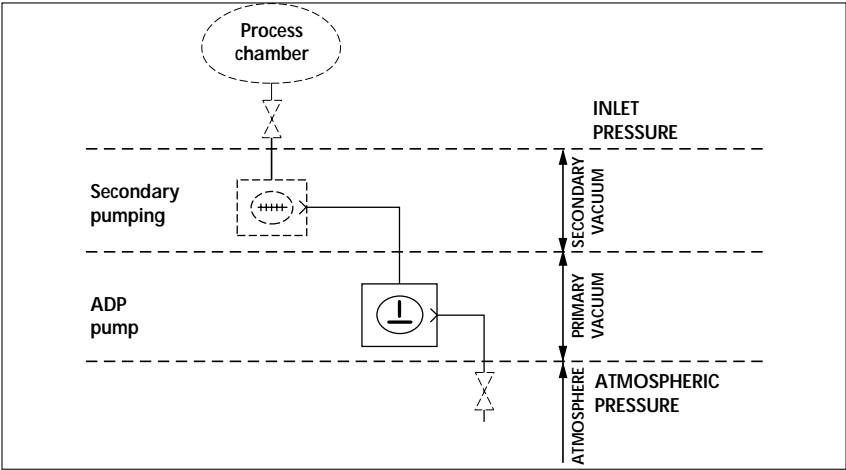 Process
chamber
INLET
PRESSURE
Secondary
pumping
SECONDARY
VACUUM
ADP
pump
PRIMARY
VACUUM
ATMOSPHERE
ATMOSPHERIC
PRESSURE